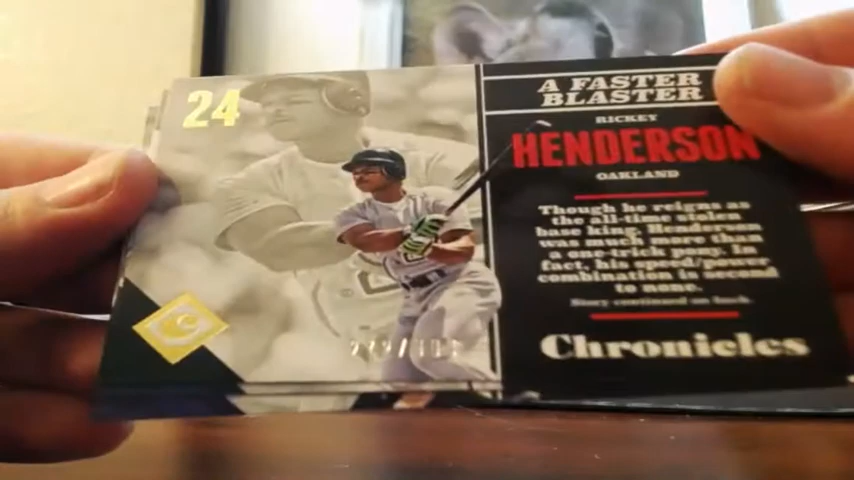 24
A FASTER
BLASTER
RICKEY
HENDERSON
OAKLAND
Though he reigns as
the all-time stolen
base king, Henderson
was much more than
a one-trick pony. In
fact, his speed/power
combination is second
to none.
Story continued on back.
Chronicles